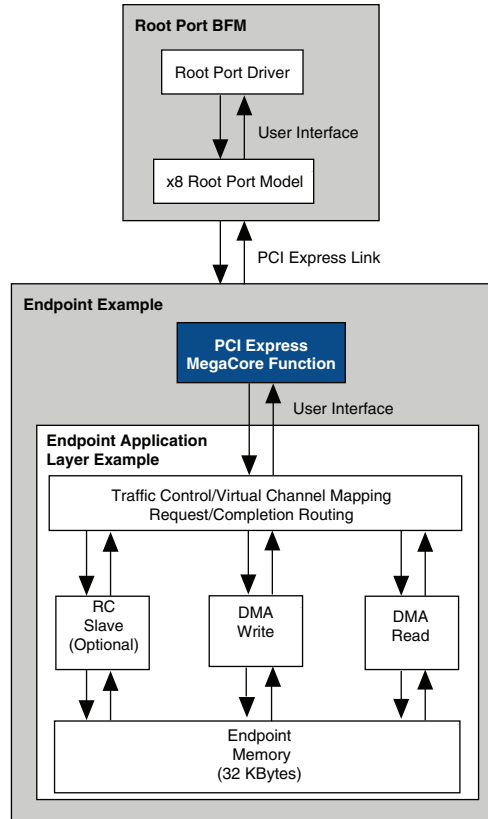 Root Port BFM
Root Port Driver
User Interface
x8 Root Port Model
PCI Express Link
Endpoint Example
PCI Express
MegaCore Function
User Interface
Endpoint Application
Layer Example
Traffic Control/Virtual Channel Mapping
Request/Completion Routing
RC
Slave
(Optional)
DMA
Write
DMA
Read
Endpoint
Memory
(32 KBytes)